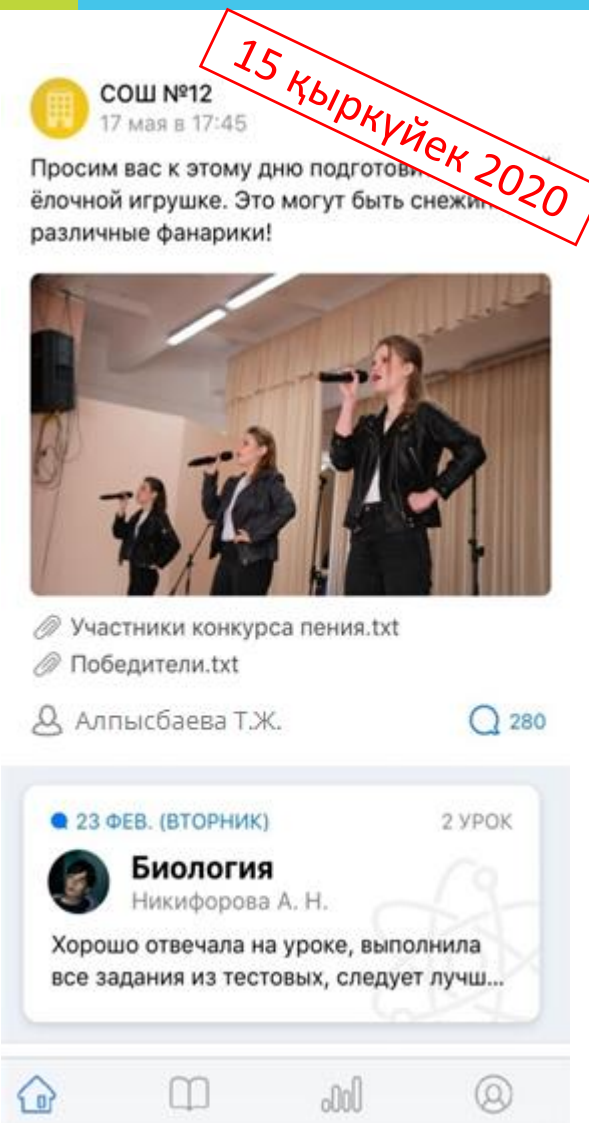 15 қыркүйек 2020
СОШ №12
17 мая в 17:45
Просим вас к этому дню подготови
ёлочной игрушке. Это могут быть снежин
различные фанарики!
Участники конкурса пения.txt
Победители.txt
Алпысбаева Т.Ж.
280
23 ФЕВ. (ВТОРНИК)
2 УРОК
Биология
Никифорова А. Н.
Хорошо отвечала на уроке, выполнила
все задания из тестовых, следует лучш...